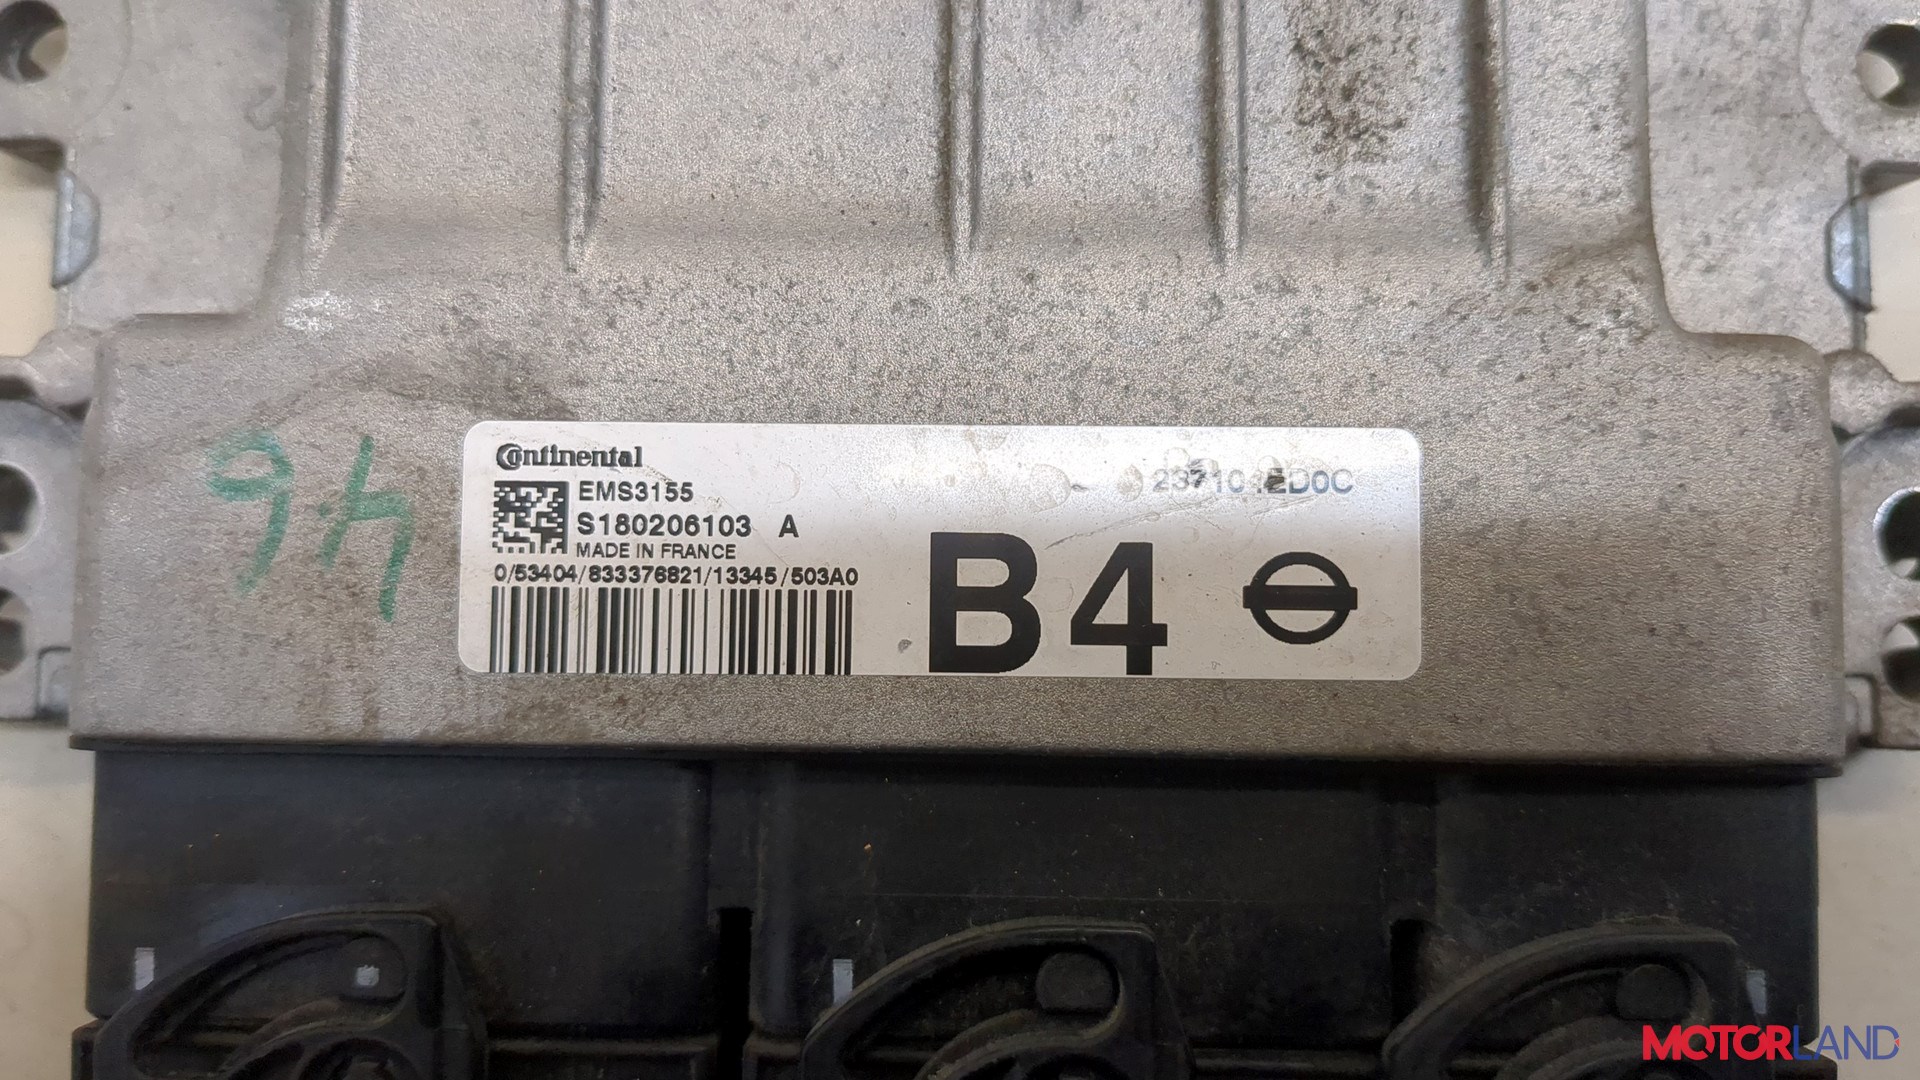 Continental
EMS3155
S180206103 A
MADE IN FRANCE
0/53404/833376821/13345/503A0
B4
46
MOTORLAND